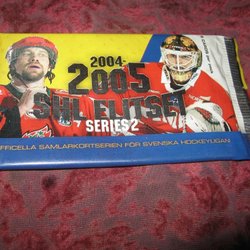 2004-
2005
SHL ELITSET
SERIES 2
OFFICIELLA SAMLARKORTSERIEN FÖR SVENSKA HOCKEYLIGAN